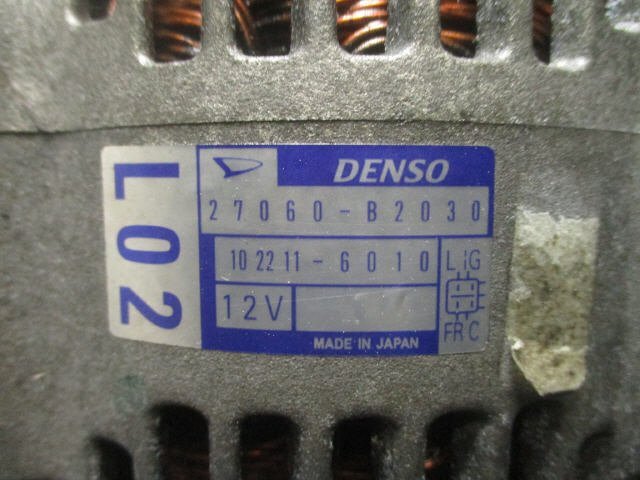 L02
DENSO
27060-B2030
102211-6010
12V
L IG
FR C
MADE IN JAPAN